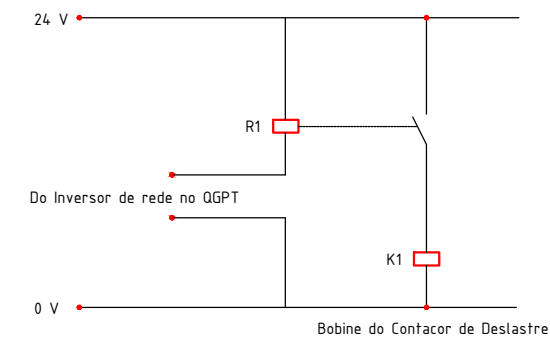 24 V
R1
Do Inversor de rede no QGPT
K1
0 V
Bobine do Contacor de Deslastre